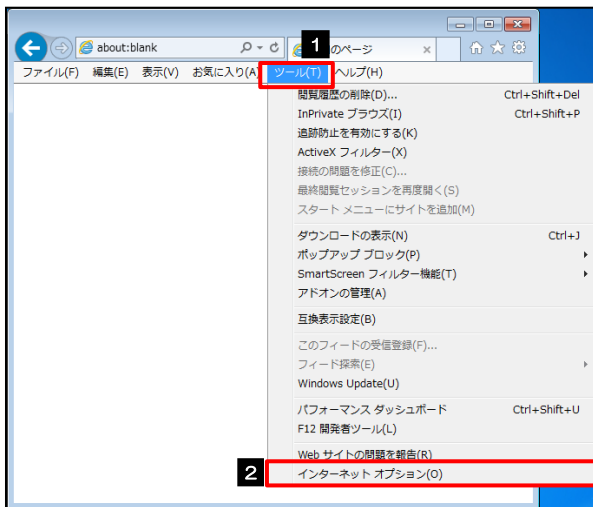 1
about:blank
のページ
ファイル(F) 編集(E) 表示(V) お気に入り(A) ツール(T) ヘルプ(H)
閲覧履歴の削除(D)... Ctrl+Shift+Del
InPrivate ブラウズ(I) Ctrl+Shift+P
追跡防止を有効にする(K)
ActiveX フィルター(X)
接続の問題を修正(C)...
最終閲覧セッションを再度開く(S)
スタート メニューにサイトを追加(M)
ダウンロードの表示(N) Ctrl+J
ポップアップ ブロック(P)
SmartScreen フィルター機能(T)
アドオンの管理(A)
互換表示設定(B)
このフィードの受信登録(F)...
フィード探索(E)
Windows Update(U)
パフォーマンス ダッシュボード Ctrl+Shift+U
F12 開発者ツール(L)
Web サイトの問題を報告(R)
2 インターネット オプション(O)